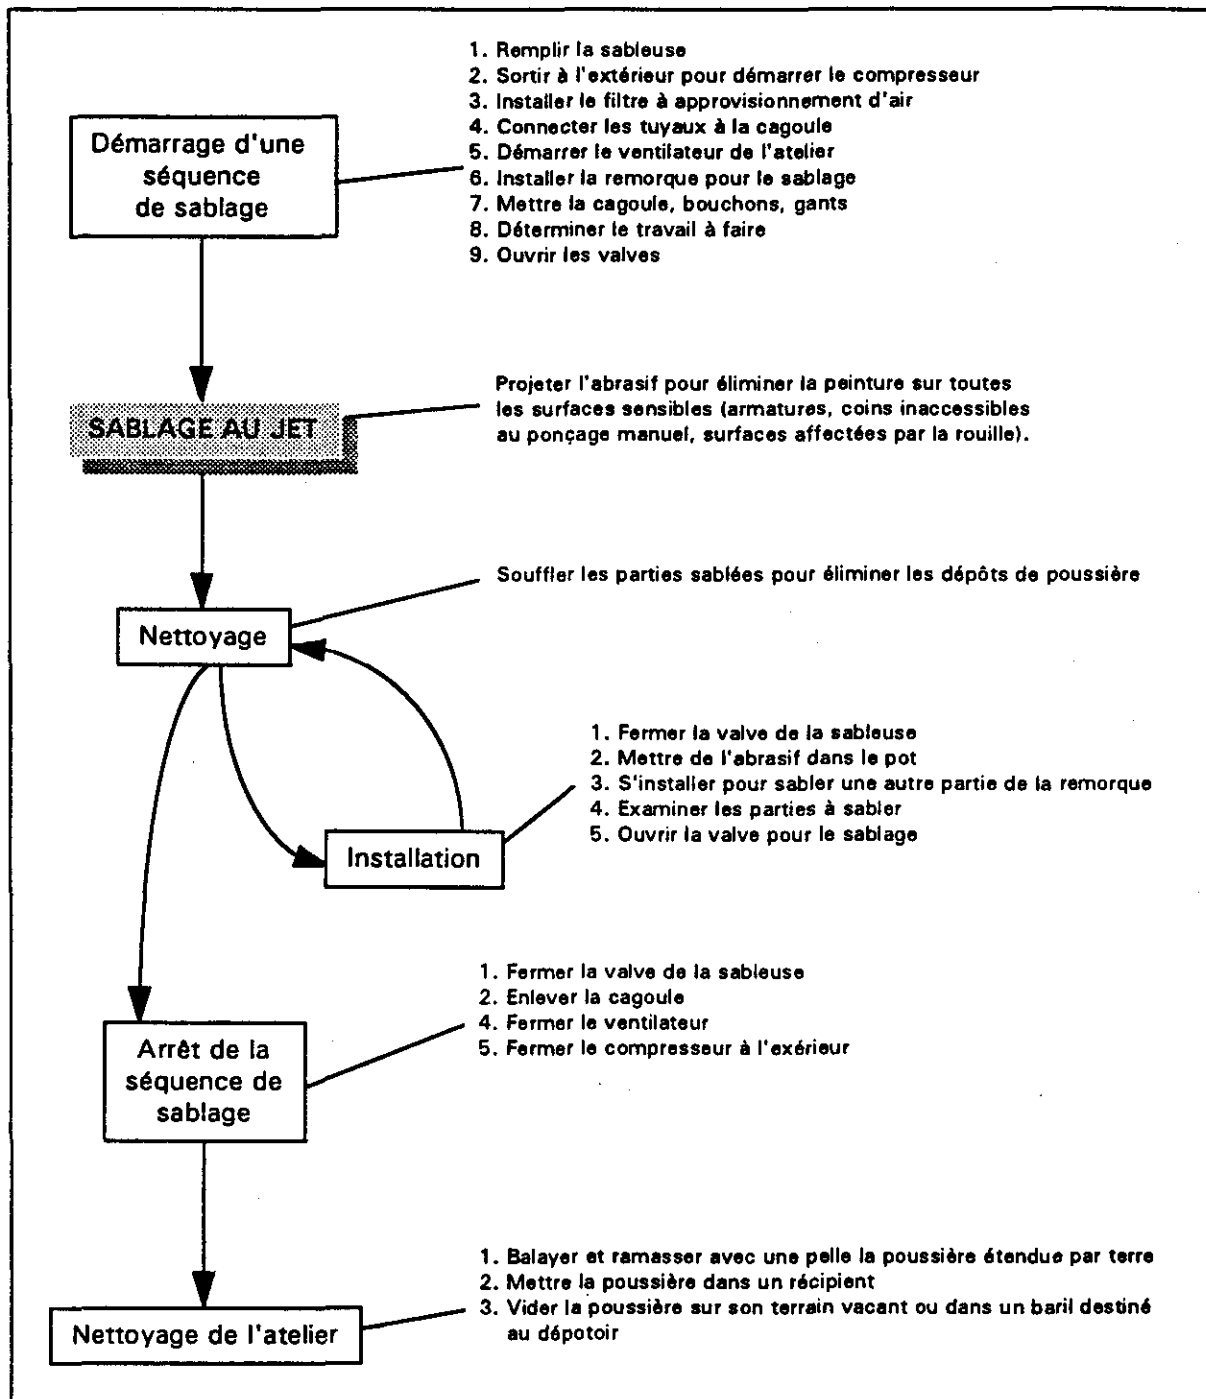 1. Remplir la sableuse
2. Sortir à l'extérieur pour démarrer le compresseur
3. Installer le filtre à approvisionnement d'air
4. Connecter les tuyaux à la cagoule
5. Démarrer le ventilateur de l'atelier
6. Installer la remorque pour le sablage
7. Mettre la cagoule, bouchons, gants
8. Déterminer le travail à faire
9. Ouvrir les valves
Démarrage d'une
séquence
de sablage
Projeter l'abrasif pour éliminer la peinture sur toutes
les surfaces sensibles (armatures, coins inaccessibles
au ponçage manuel, surfaces affectées par la rouille).
SABLAGE AU JET
Souffler les parties sablées pour éliminer les dépôts de poussière
Nettoyage
1. Fermer la valve de la sableuse
2. Mettre de l'abrasif dans le pot
3. S'installer pour sabler une autre partie de la remorque
4. Examiner les parties à sabler
5. Ouvrir la valve pour le sablage
Installation
1. Fermer la valve de la sableuse
2. Enlever la cagoule
4. Fermer le ventilateur
5. Fermer le compresseur à l'exérieur
Arrêt de la
séquence de
sablage
1. Balayer et ramasser avec une pelle la poussière étendue par terre
2. Mettre la poussière dans un récipient
3. Vider la poussière sur son terrain vacant ou dans un baril destiné
au dépotoir
Nettoyage de l'atelier